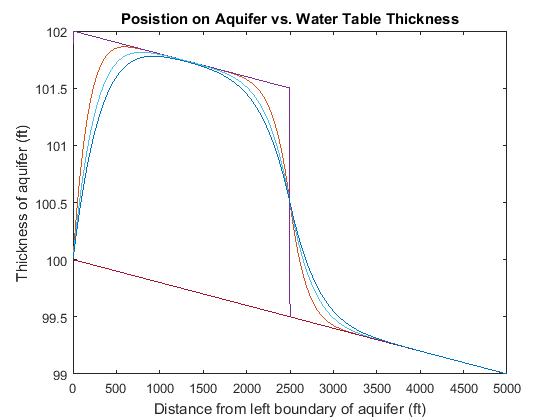 Posistion on Aquifer vs. Water Table Thickness
102
101.5
101
100.5
100
99.5
99
Thickness of aquifer (ft)
0 500 1000 1500 2000 2500 3000 3500 4000 4500 5000
Distance from left boundary of aquifer (ft)